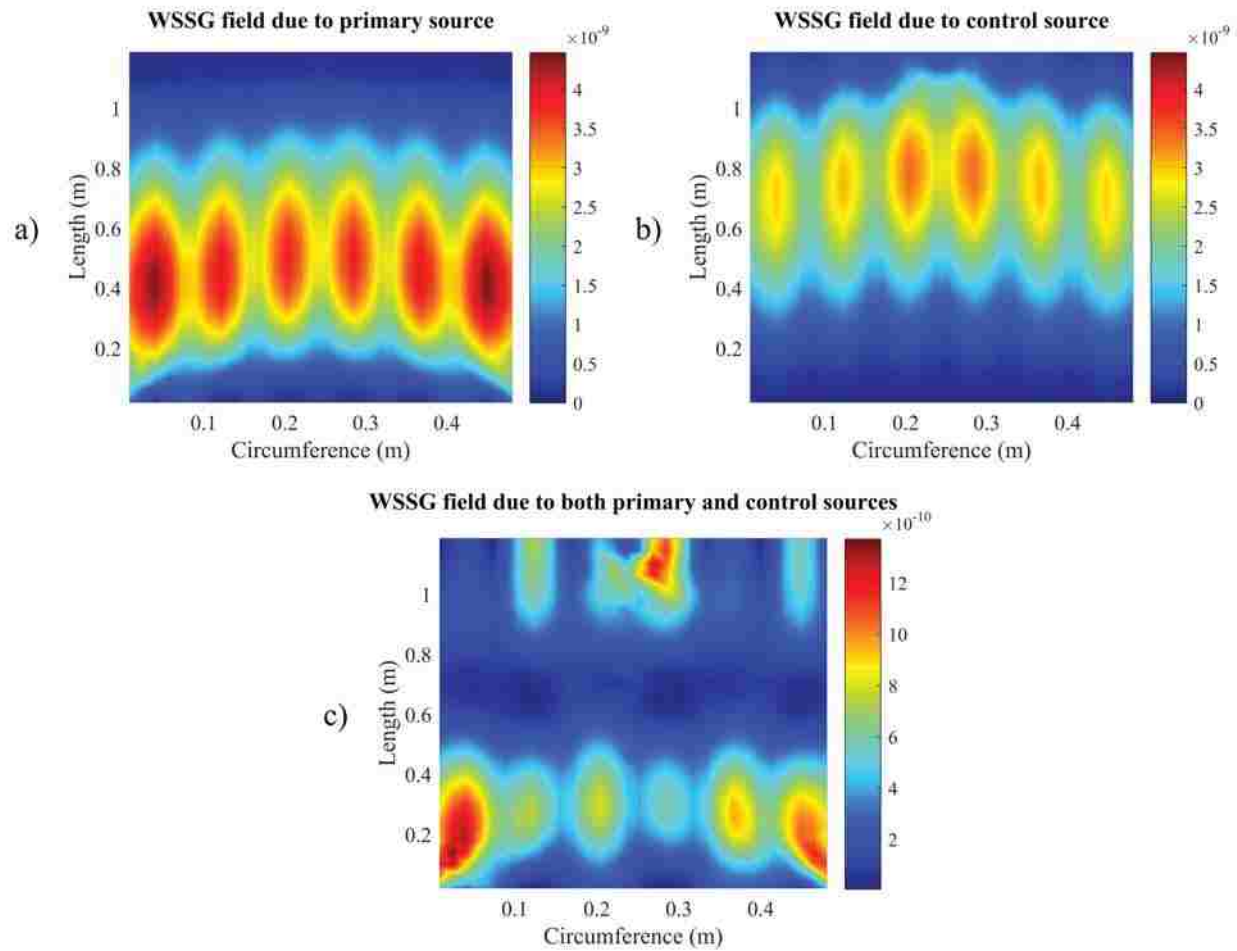 WSSG field due to primary source
×10-9
a)
Length (m)
1
0.8
0.6
0.4
0.2
0.1 0.2 0.3 0.4
Circumference (m)
4
3.5
3
2.5
2
1.5
1
0.5
0
WSSG field due to control source
×10-9
b)
Length (m)
1
0.8
0.6
0.4
0.2
0.1 0.2 0.3 0.4
Circumference (m)
4
3.5
3
2.5
2
1.5
1
0.5
0
WSSG field due to both primary and control sources
×10-10
c)
Length (m)
1
0.8
0.6
0.4
0.2
0.1 0.2 0.3 0.4
Circumference (m)
12
10
8
6
4
2